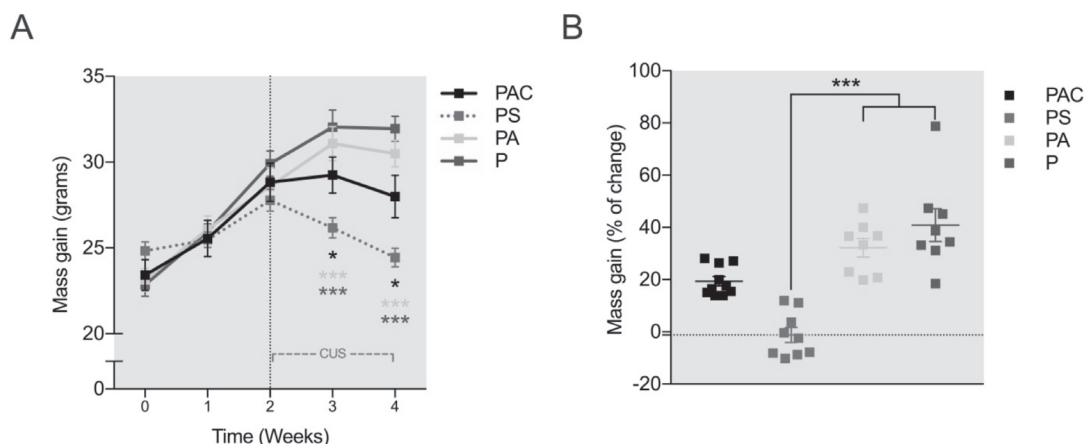 A
Mass gain (grams)
35
30
25
20
0
***
***
*
***
***
*
CUS
0 1 2 3 4
Time (Weeks)
PAC
PS
PA
P
B
Mass gain (% of change)
100
80
60
40
20
0
-20
***
PAC
PS
PA
P